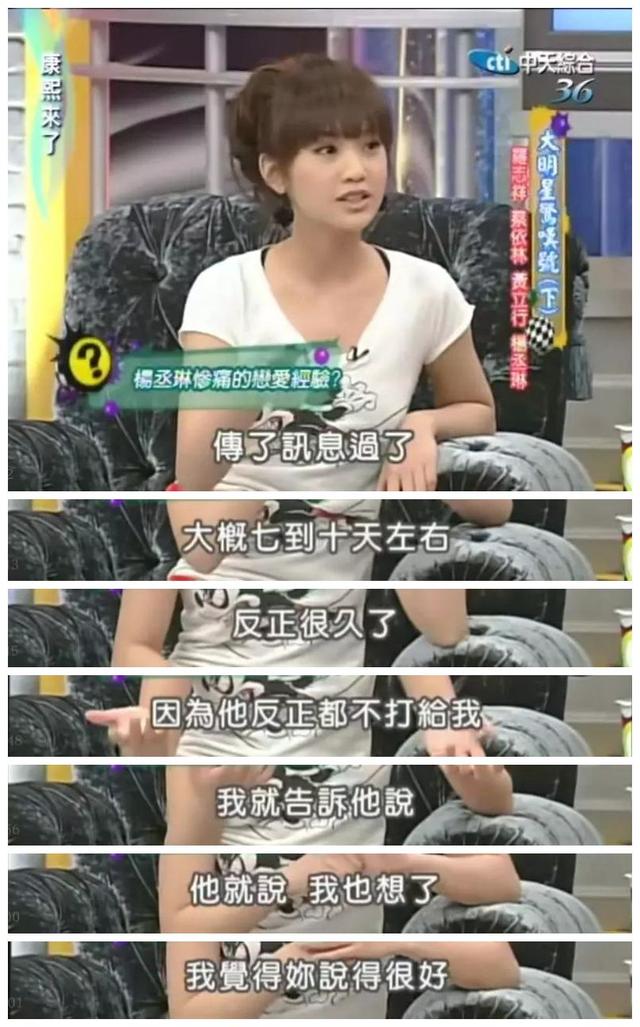 康熙來了
cti 中天綜合
36
大明星驚嘆號(下)
羅志祥 蔡依林 黃立行 楊丞琳
?
楊丞琳慘痛的戀愛經驗?
傳了訊息過了
大概七到十天左右
反正很久了
因為他反正都不打給我
我就告訴他說
他就說 我也想了
我覺得妳說得很好